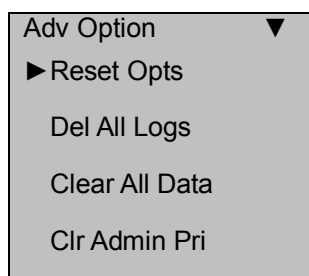 Adv Option ▼
►Reset Opts
Del All Logs
Clear All Data
Clr Admin Pri